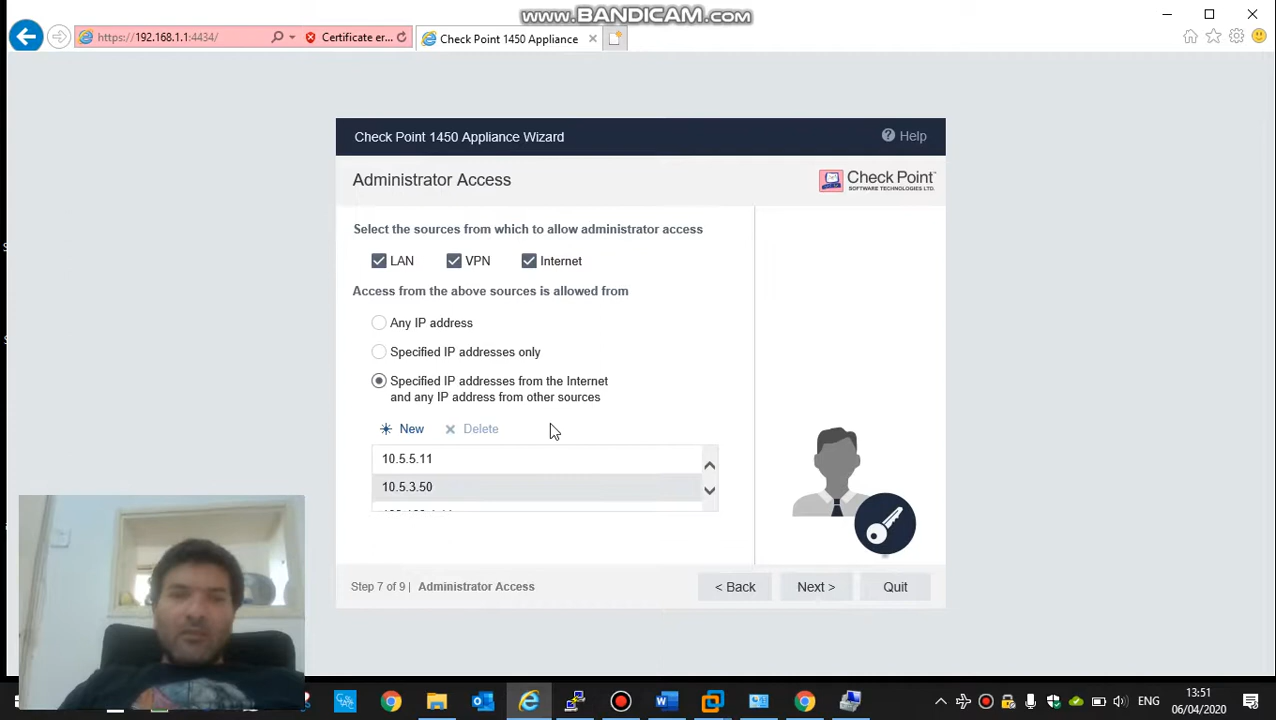 www.BANDICAM.com
https://192.168.1.1:4434/
Certificate er...
Check Point 1450 Appliance
Check Point 1450 Appliance Wizard
Help
Administrator Access
Check Point
SOFTWARE TECHNOLOGIES LTD.
Select the sources from which to allow administrator access
LAN
VPN
Internet
Access from the above sources is allowed from
Any IP address
Specified IP addresses only
Specified IP addresses from the Internet
and any IP address from other sources
New
Delete
10.5.5.11
10.5.3.50
Step 7 of 9 | Administrator Access
< Back
Next >
Quit
ENG
13:51
06/04/2020